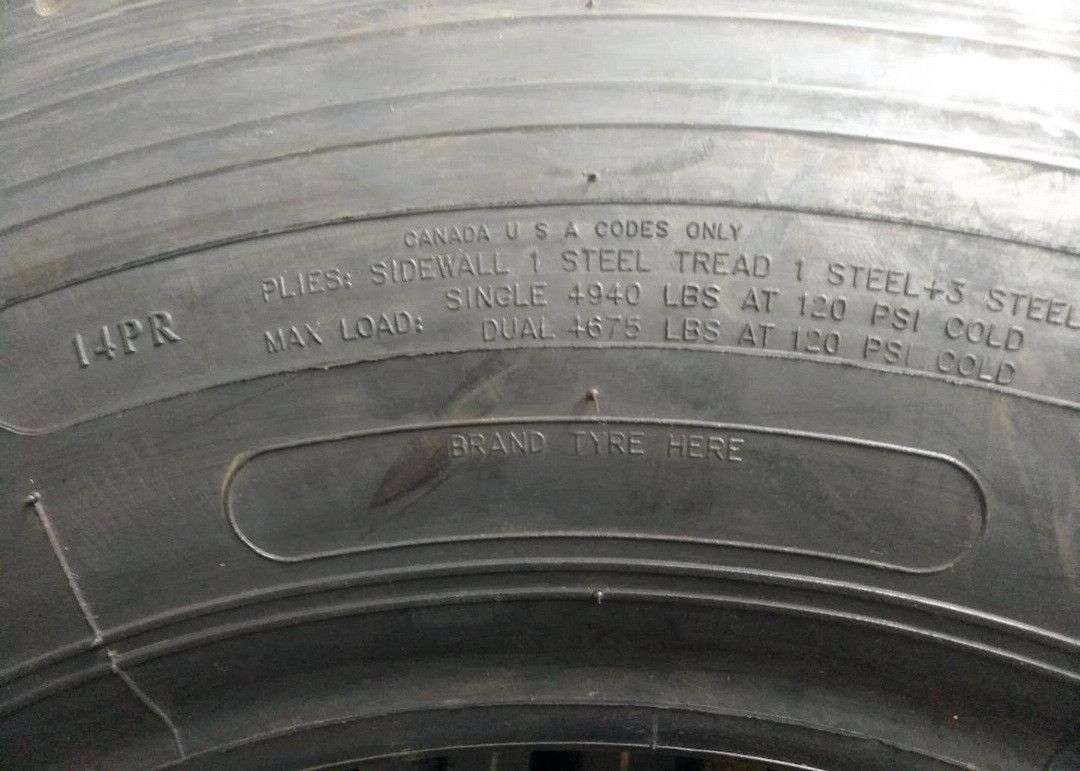 CANADA U S A CODES ONLY
PLIES: SIDEWALL 1 STEEL TREAD 1 STEEL+3 STEEL
MAX LOAD: SINGLE 4940 LBS AT 120 PSI COLD
DUAL 4675 LBS AT 120 PSI COLD
14PR
BRAND TYRE HERE